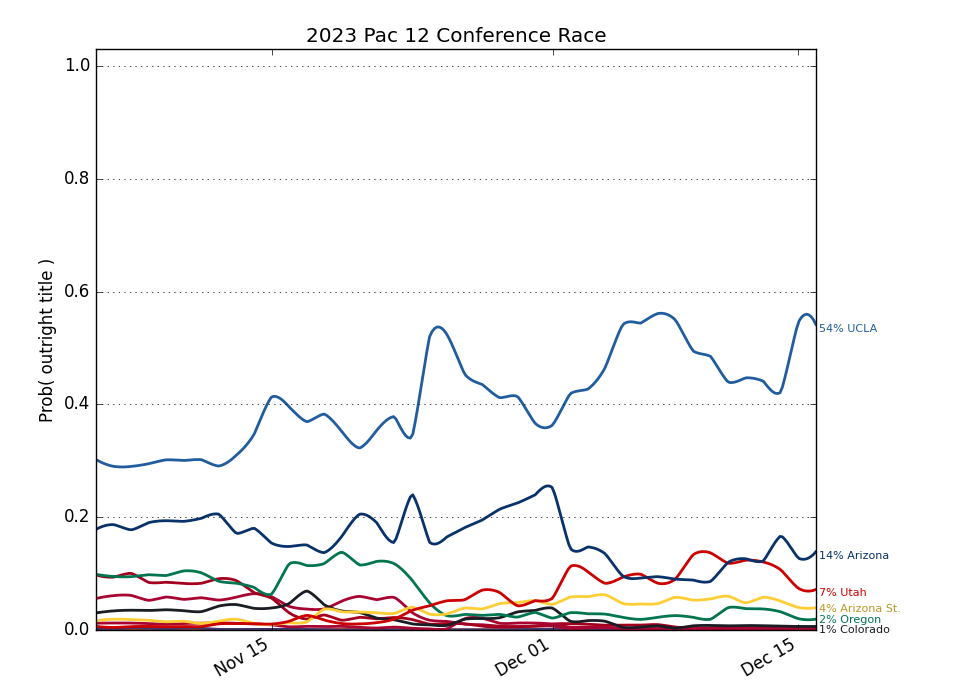 2023 Pac 12 Conference Race
Prob( outright title )
1.0
0.8
0.6
0.4
0.2
0.0
54% UCLA
14% Arizona
7% Utah
4% Arizona St.
2% Oregon
1% Colorado
Nov 15
Dec 01
Dec 15